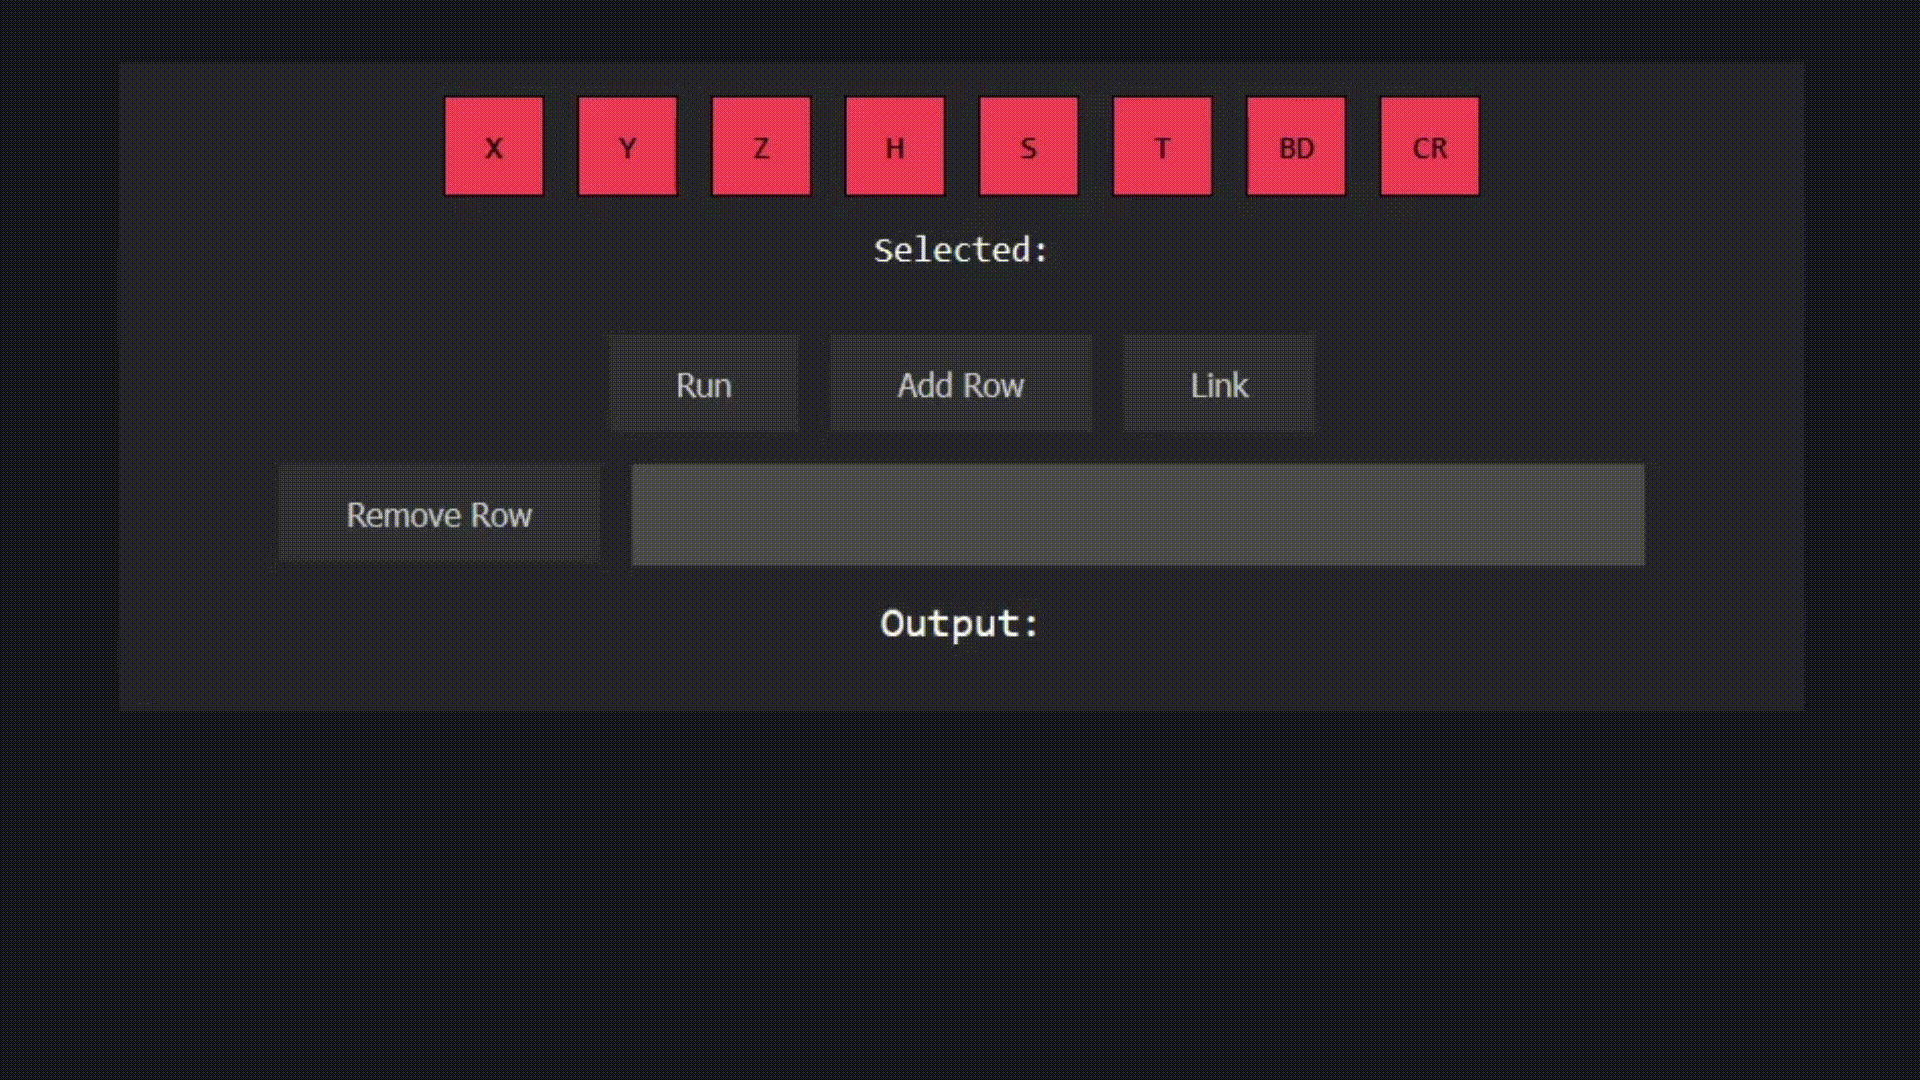 X Y Z H S T BD CR
Selected:
Run Add Row Link
Remove Row
Output: